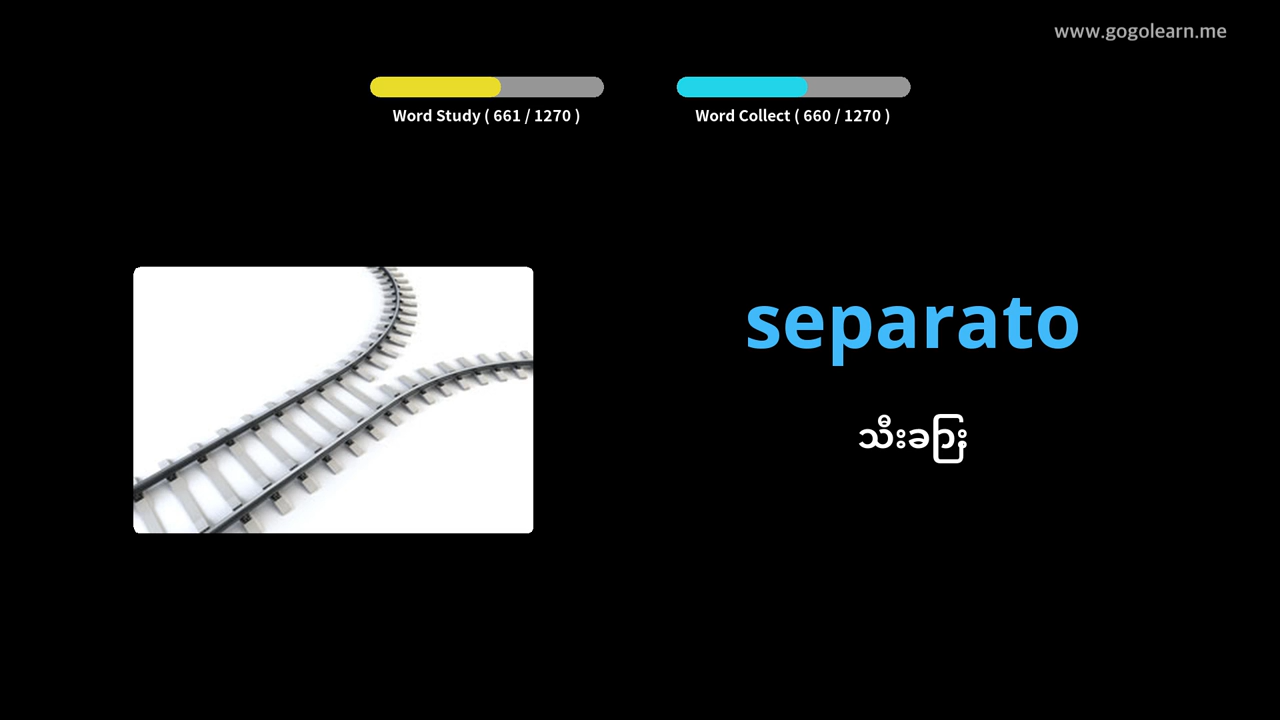 www.gogolearn.me
Word Study ( 661 / 1270 )
Word Collect ( 660 / 1270 )
separato
သီးခြား